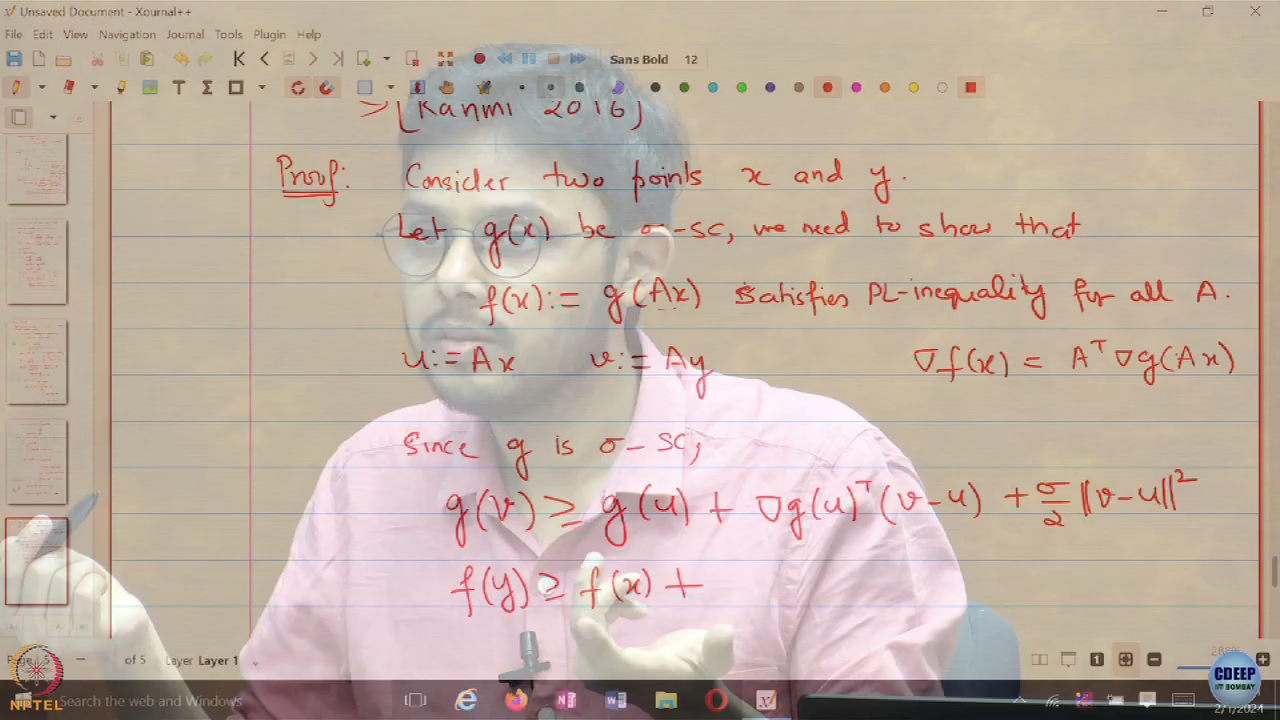 Unsaved Document - Xournal++
File Edit View Navigation Journal Tools Plugin Help
Sans Bold 12
[Karimi 2016]
Proof: Consider two points x and y.
Let g(x) be σ-SC, we need to show that
f(x) := g(Ax) satisfies PL-inequality for all A.
u := Ax v := Ay ∇f(x) = Aᵀ∇g(Ax)
Since g is σ-SC,
g(v) ≥ g(u) + ∇g(u)ᵀ(v-u) + σ/2 ||v-u||²
f(y) ≥ f(x) +
of 5 Layer Layer 1
Search the web and Windows
NPTEL
CDEEP
IIT BOMBAY